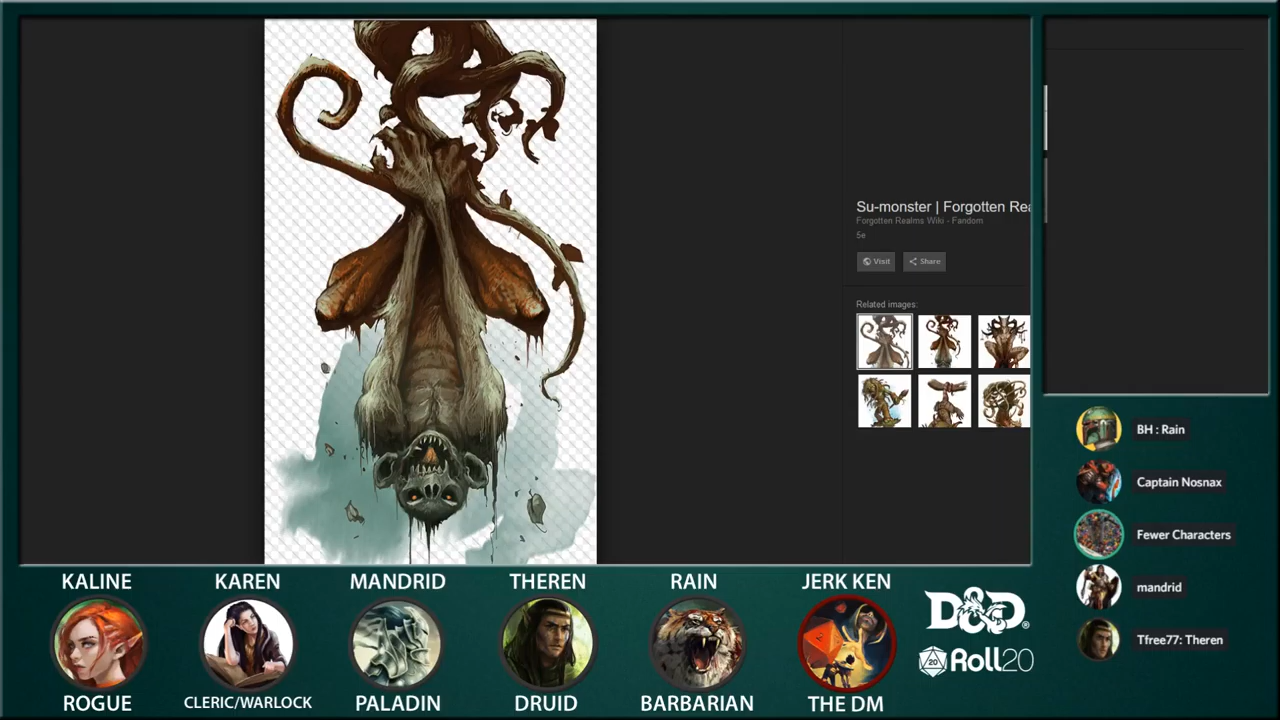 Su-monster | Forgotten Rea
Forgotten Realms Wiki - Fandom
5e
Visit
Share
Related images:
BH : Rain
Captain Nosnax
Fewer Characters
mandrid
Tfree77: Theren
KALINE
KAREN
MANDRID
THEREN
RAIN
JERK KEN
ROGUE
CLERIC/WARLOCK
PALADIN
DRUID
BARBARIAN
THE DM
D&D®
20 Roll20